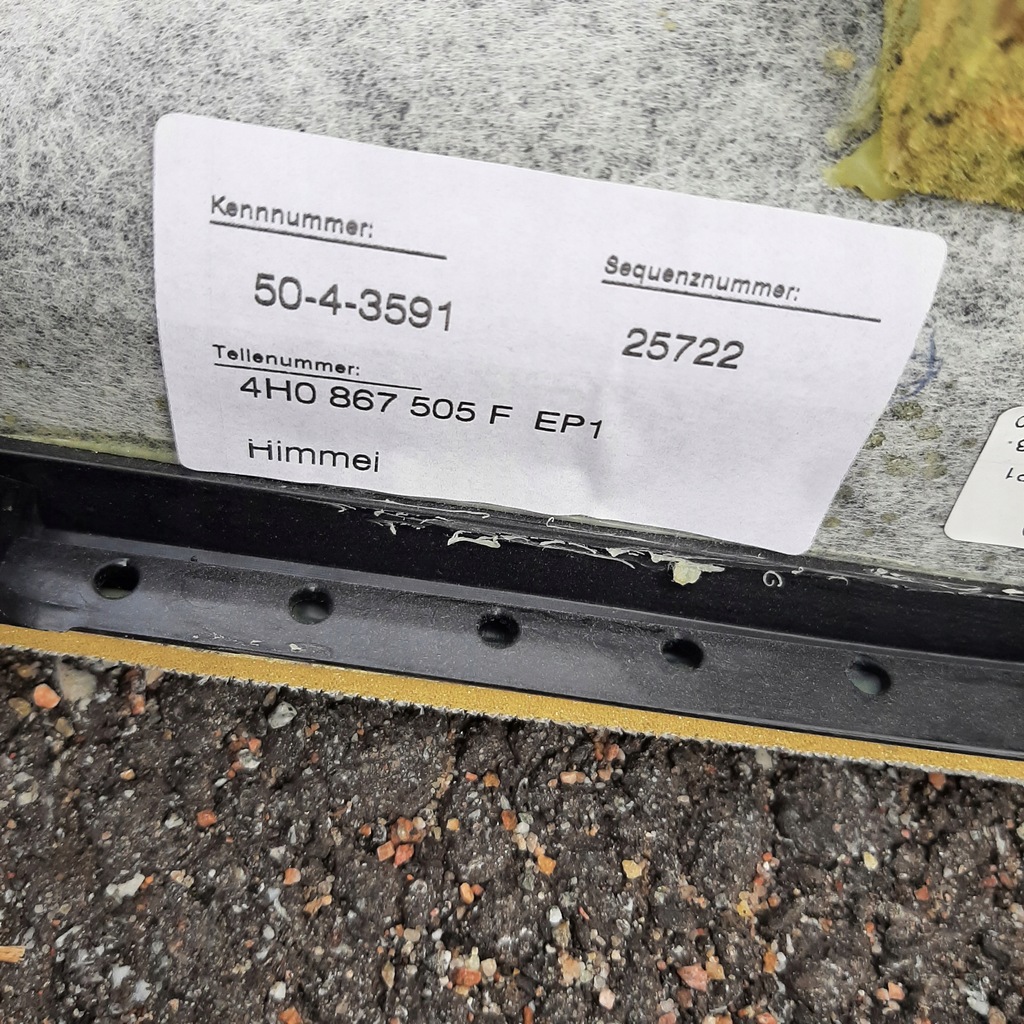 Kennnummer:
50-4-3591
Sequenznummer:
25722
Teilenummer:
4H0 867 505 F EP1
Himmel